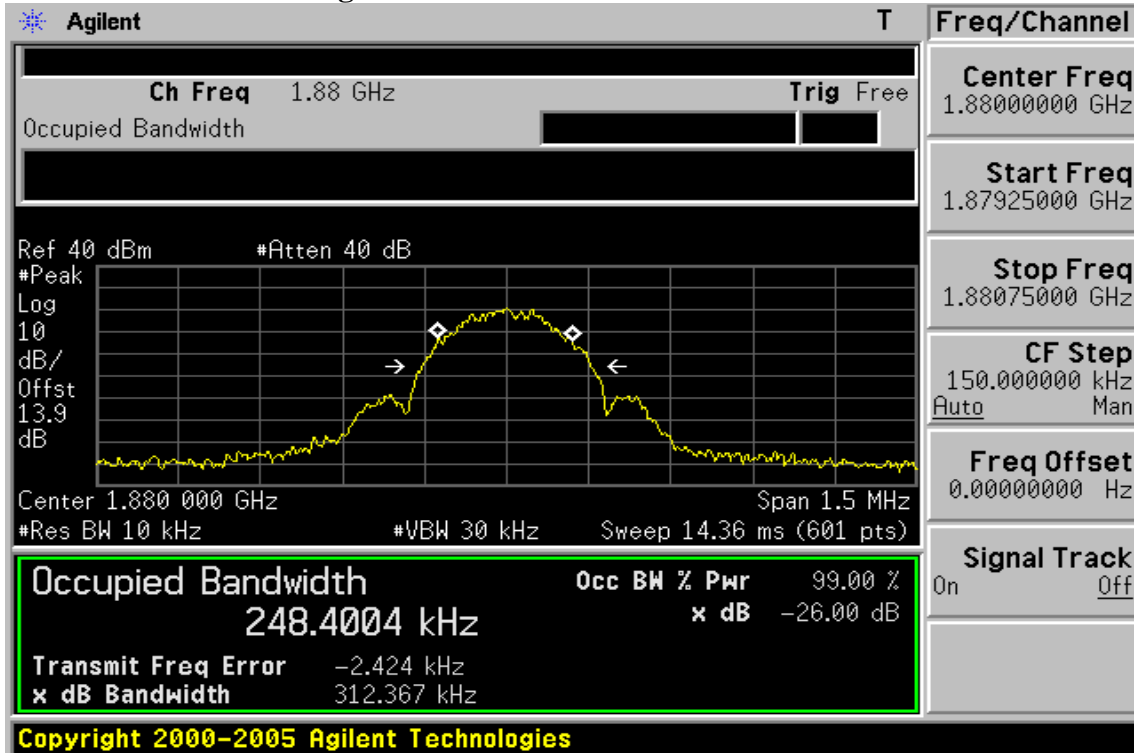 Agilent T Freq/Channel
Ch Freq 1.88 GHz Trig Free
Occupied Bandwidth
Center Freq
1.88000000 GHz
Start Freq
1.87925000 GHz
Stop Freq
1.88075000 GHz
CF Step
150.000000 kHz
Auto Man
Freq Offset
0.00000000 Hz
Signal Track
On Off
Ref 40 dBm #Atten 40 dB
#Peak
Log
10
dB/
Offst
13.9
dB
Center 1.880 000 GHz Span 1.5 MHz
#Res BW 10 kHz #VBW 30 kHz Sweep 14.36 ms (601 pts)
Occupied Bandwidth Occ BW % Pwr 99.00 %
248.4004 kHz x dB -26.00 dB
Transmit Freq Error -2.424 kHz
x dB Bandwidth 312.367 kHz
Copyright 2000-2005 Agilent Technologies